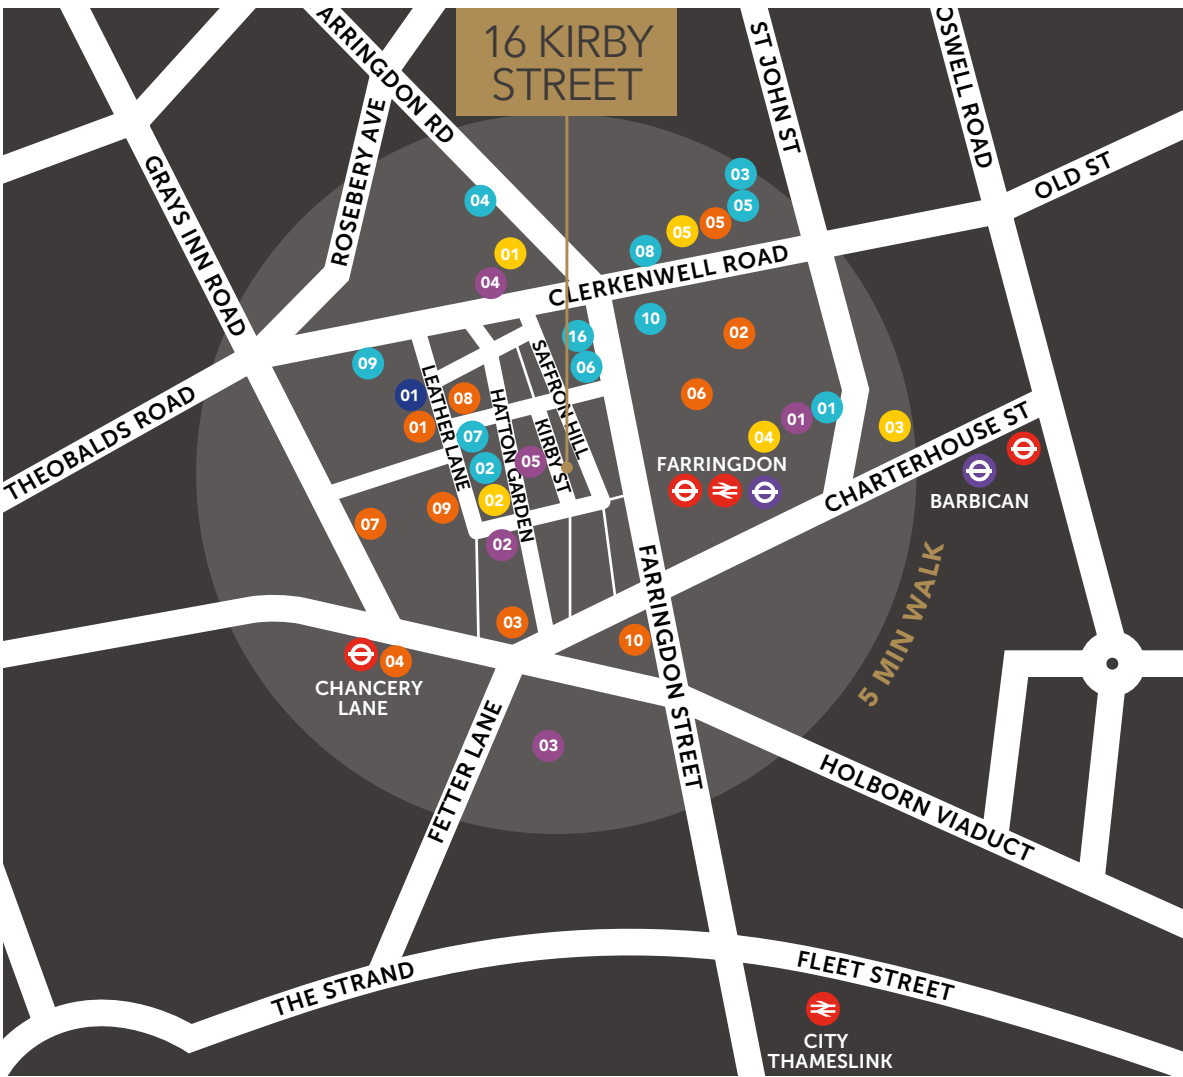 16 KIRBY
STREET
ARRINGDON RD
ST JOHN ST
OSWELL ROAD
ROSEBERY AVE
GRAYS INN ROAD
OLD ST
03
04
05
05
05
01
08
04
CLERKENWELL ROAD
10
02
16
06
09
SAFFRON HILL
LEATHER LANE
HATTON GARDEN
KIRBY ST
01
08
06
01
07
01
01
04
03
THEOBALDS ROAD
CHARTERHOUSE ST
05
02
FARRINGDON
BARBICAN
02
09
07
02
5 MIN WALK
FARRINGDON STREET
03
10
04
CHANCERY
LANE
03
FETTER LANE
HOLBORN VIADUCT
THE STRAND
FLEET STREET
CITY
THAMESLINK